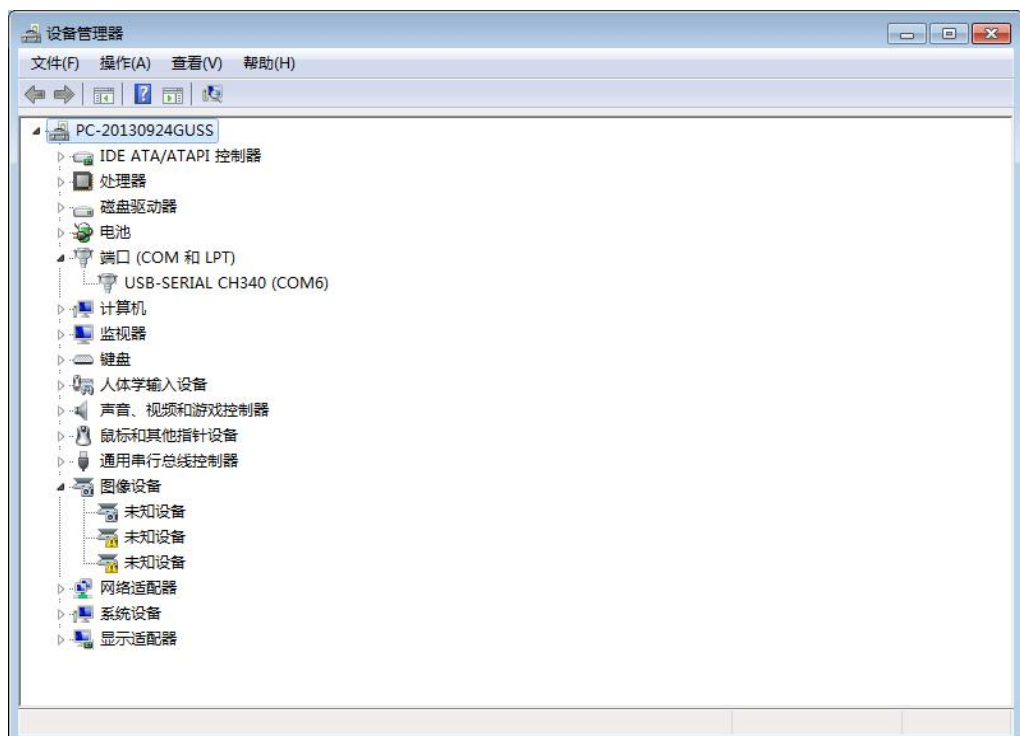 设备管理器
文件(F) 操作(A) 查看(V) 帮助(H)
PC-20130924GUSS
IDE ATA/ATAPI 控制器
处理器
磁盘驱动器
电池
端口 (COM 和 LPT)
USB-SERIAL CH340 (COM6)
计算机
监视器
键盘
人体学输入设备
声音、视频和游戏控制器
鼠标和其他指针设备
通用串行总线控制器
图像设备
未知设备
未知设备
未知设备
网络适配器
系统设备
显示适配器